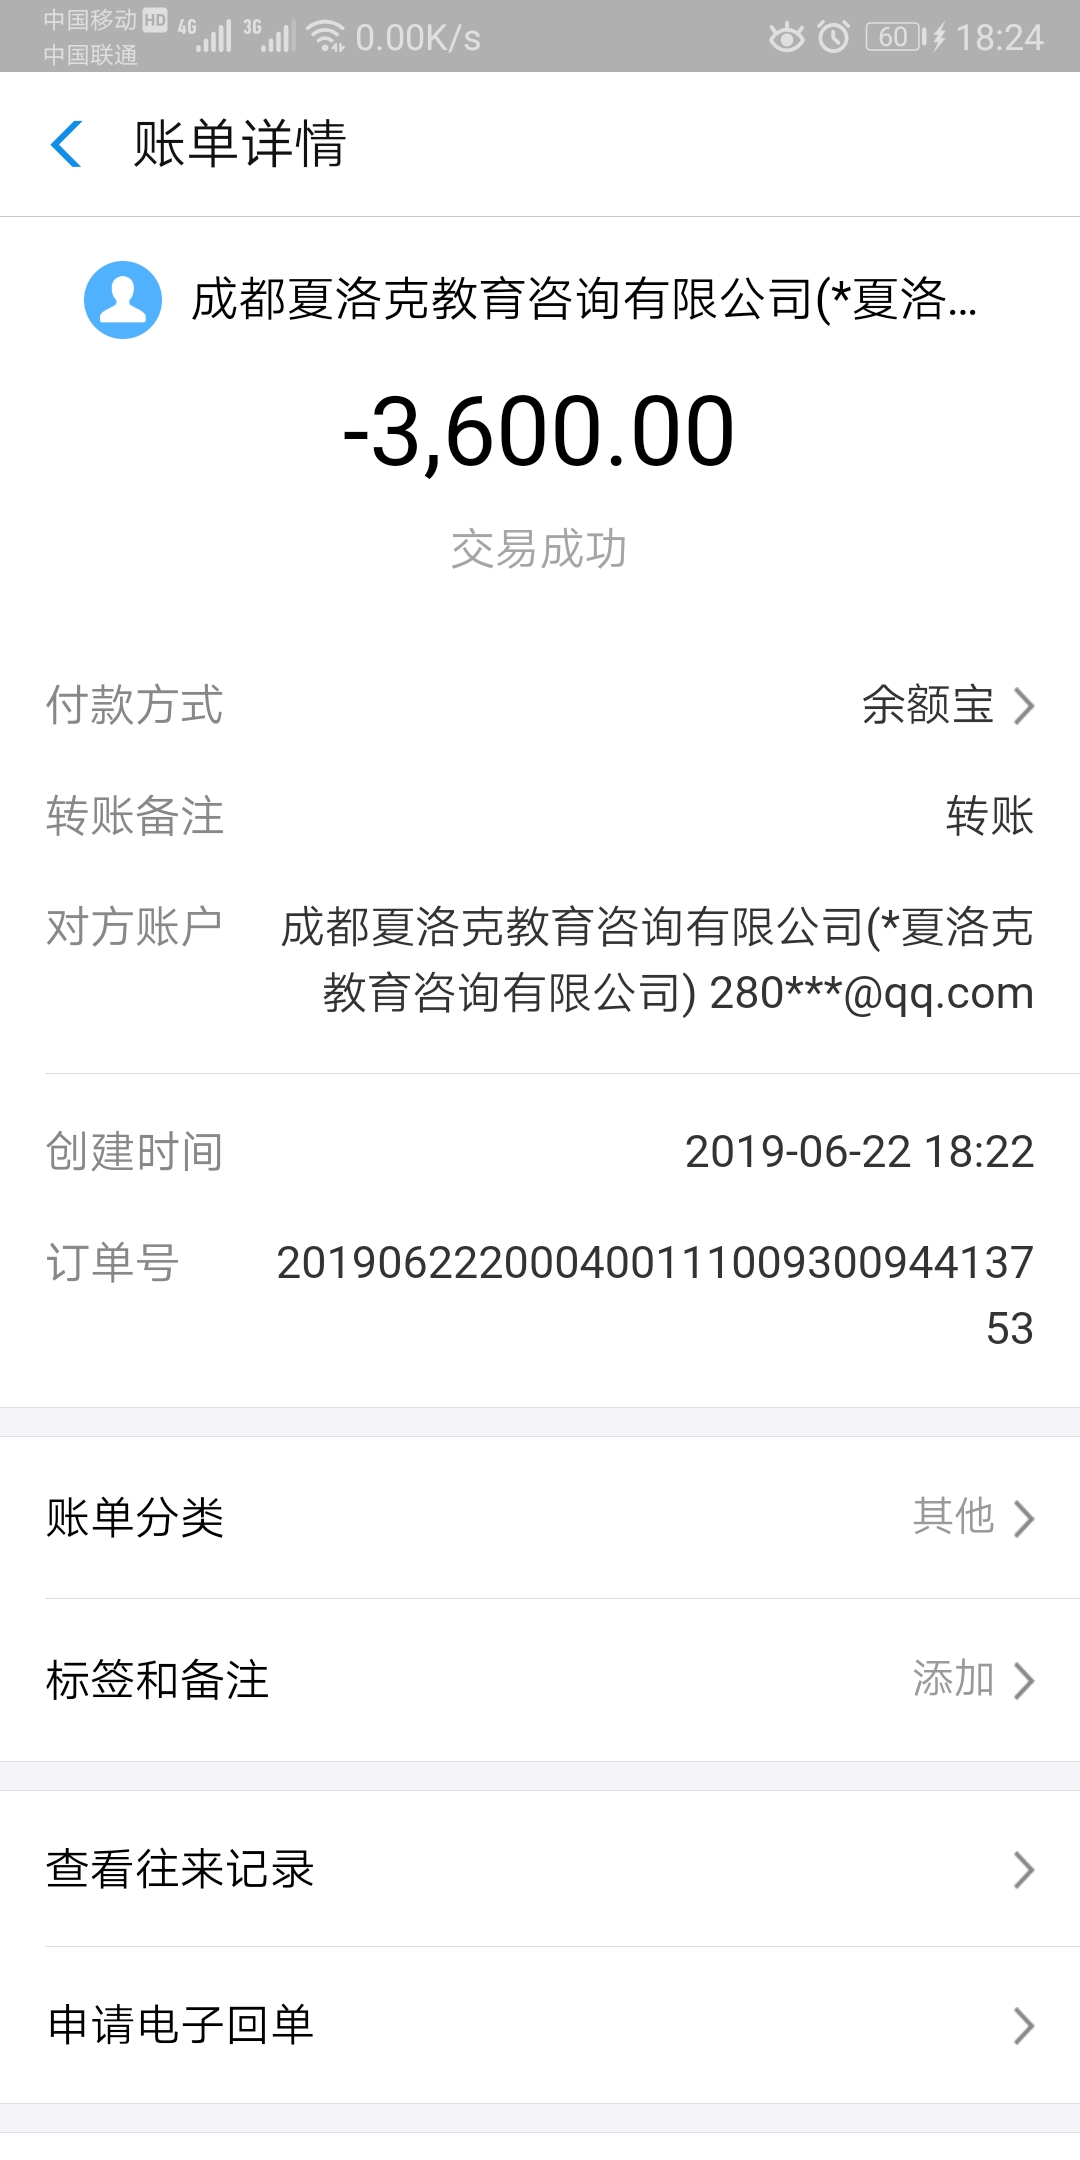 中国移动 HD 4G 3G 0.00K/s 60 18:24
中国联通
账单详情
成都夏洛克教育咨询有限公司(*夏洛...
-3,600.00
交易成功
付款方式 余额宝
转账备注 转账
对方账户 成都夏洛克教育咨询有限公司(*夏洛克
教育咨询有限公司) 280***@qq.com
创建时间 2019-06-22 18:22
订单号 201906222000400111009300944137
53
账单分类 其他
标签和备注 添加
查看往来记录
申请电子回单